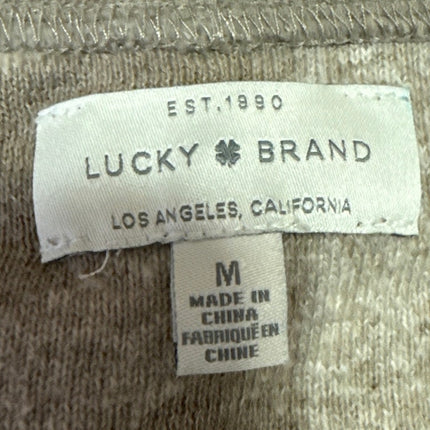 EST. 1990
LUCKY BRAND
LOS ANGELES, CALIFORNIA
M
MADE IN
CHINA
FABRIQUÉ EN
CHINE